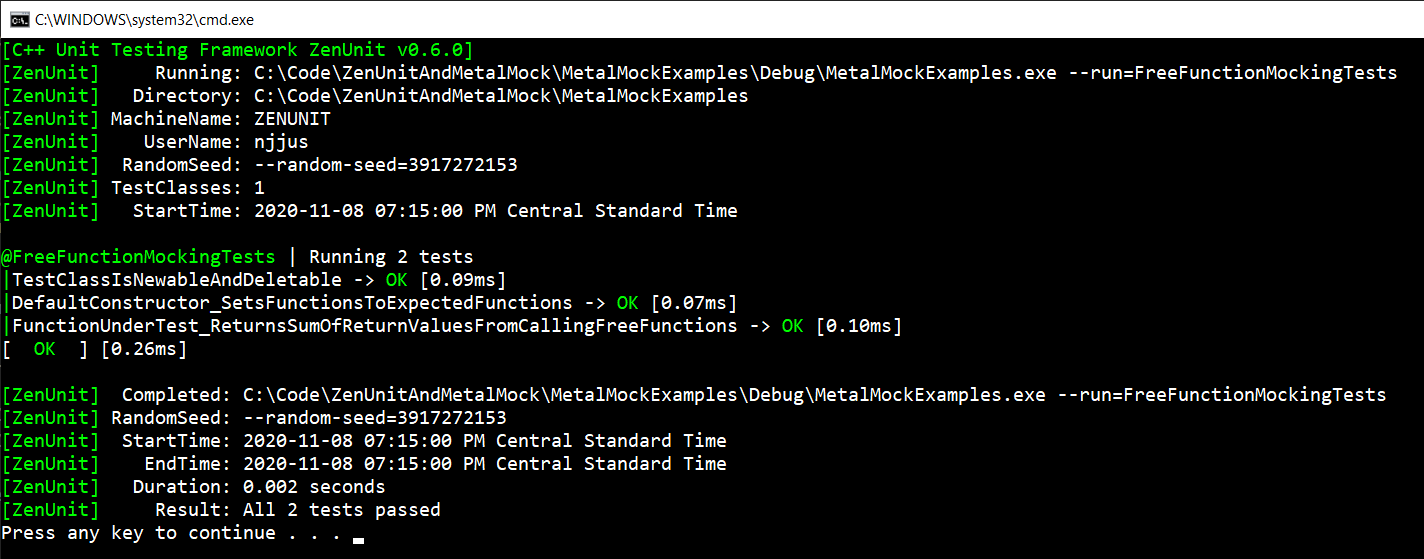 C:\WINDOWS\system32\cmd.exe
[C++ Unit Testing Framework ZenUnit v0.6.0]
[ZenUnit]     Running: C:\Code\ZenUnitAndMetalMock\MetalMockExamples\Debug\MetalMockExamples.exe --run=FreeFunctionMockingTests
[ZenUnit]   Directory: C:\Code\ZenUnitAndMetalMock\MetalMockExamples
[ZenUnit] MachineName: ZENUNIT
[ZenUnit]    UserName: njjus
[ZenUnit]  RandomSeed: --random-seed=3917272153
[ZenUnit] TestClasses: 1
[ZenUnit]   StartTime: 2020-11-08 07:15:00 PM Central Standard Time
@FreeFunctionMockingTests | Running 2 tests
|TestClassIsNewableAndDeletable -> OK [0.09ms]
|DefaultConstructor_SetsFunctionsToExpectedFunctions -> OK [0.07ms]
|FunctionUnderTest_ReturnsSumOfReturnValuesFromCallingFreeFunctions -> OK [0.10ms]
[  OK  ] [0.26ms]
[ZenUnit]  Completed: C:\Code\ZenUnitAndMetalMock\MetalMockExamples\Debug\MetalMockExamples.exe --run=FreeFunctionMockingTests
[ZenUnit] RandomSeed: --random-seed=3917272153
[ZenUnit]  StartTime: 2020-11-08 07:15:00 PM Central Standard Time
[ZenUnit]    EndTime: 2020-11-08 07:15:00 PM Central Standard Time
[ZenUnit]   Duration: 0.002 seconds
[ZenUnit]     Result: All 2 tests passed
Press any key to continue . . .